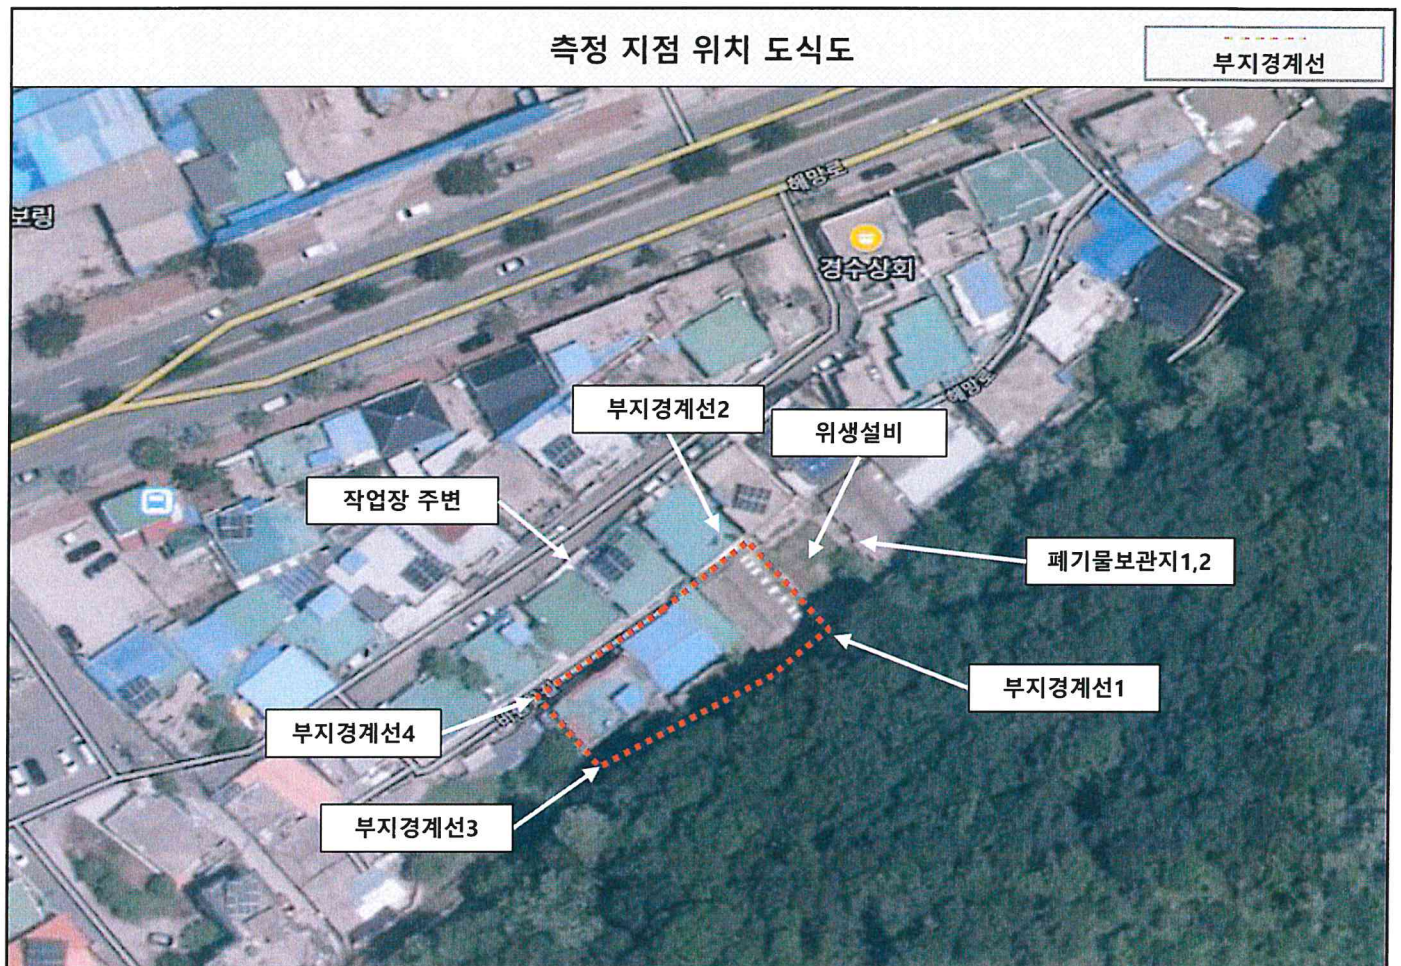 측정 지점 위치 도식도
부지경계선
해망로
보링
경수상회
해망로
부지경계선2
위생설비
작업장 주변
폐기물보관지1,2
부지경계선1
부지경계선4
부지경계선3